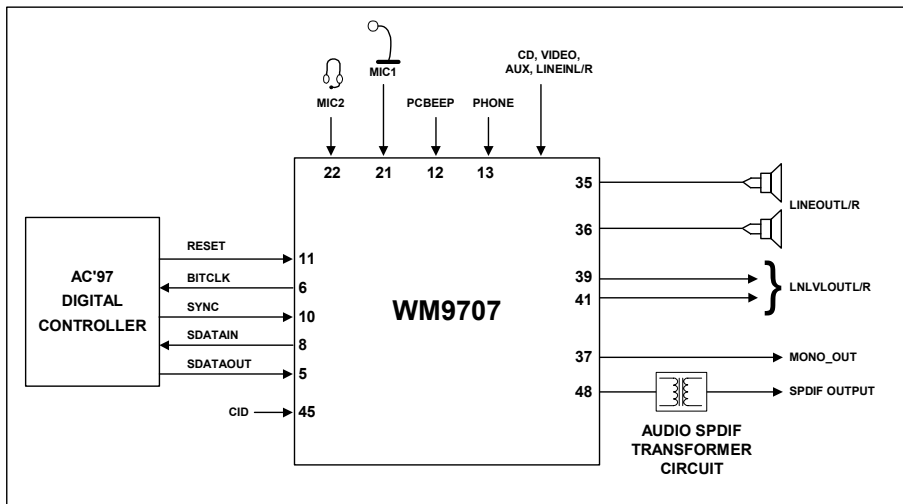 CD, VIDEO,
AUX, LINEINL/R
MIC1
MIC2
PCBEEP
PHONE
22
21
12
13
35
LINEOUTL/R
36
AC'97
DIGITAL
CONTROLLER
RESET
11
BITCLK
6
SYNC
10
SDATAIN
8
SDATAOUT
5
CID
45
WM9707
39
41
LNLVLOUTL/R
37
MONO_OUT
48
SPDIF OUTPUT
AUDIO SPDIF
TRANSFORMER
CIRCUIT